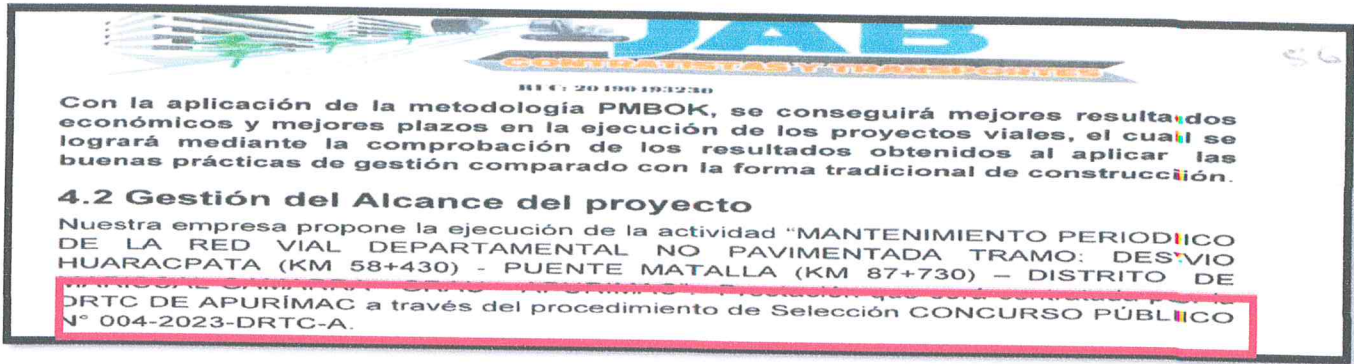 JAB
CONTRATISTAS Y TRANSPORTES
56
RUC: 20190193230
Con la aplicación de la metodología PMBOK, se conseguirá mejores resultados
económicos y mejores plazos en la ejecución de los proyectos viales, el cual se
logrará mediante la comprobación de los resultados obtenidos al aplicar las
buenas prácticas de gestión comparado con la forma tradicional de construcción.
4.2 Gestión del Alcance del proyecto
Nuestra empresa propone la ejecución de la actividad “MANTENIMIENTO PERIODICO
DE LA RED VIAL DEPARTAMENTAL NO PAVIMENTADA TRAMO: DESVIO
HUARACPATA (KM 58+430) - PUENTE MATALLA (KM 87+730) – DISTRITO DE
DRTC DE APURÍMAC a través del procedimiento de Selección CONCURSO PÚBLICO
N° 004-2023-DRTC-A.